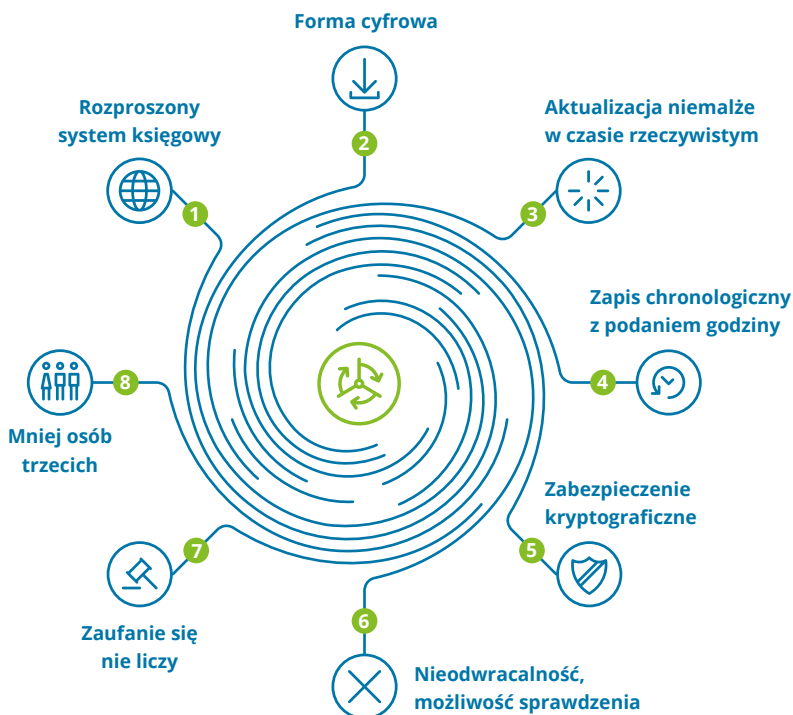 Forma cyfrowa
2
Rozproszony
system księgowy
1
Aktualizacja niemalże
w czasie rzeczywistym
3
Zapis chronologiczny
z podaniem godziny
4
Zabezpieczenie
kryptograficzne
5
Nieodwracalność,
możliwość sprawdzenia
6
Zaufanie się
nie liczy
7
Mniej osób
trzecich
8